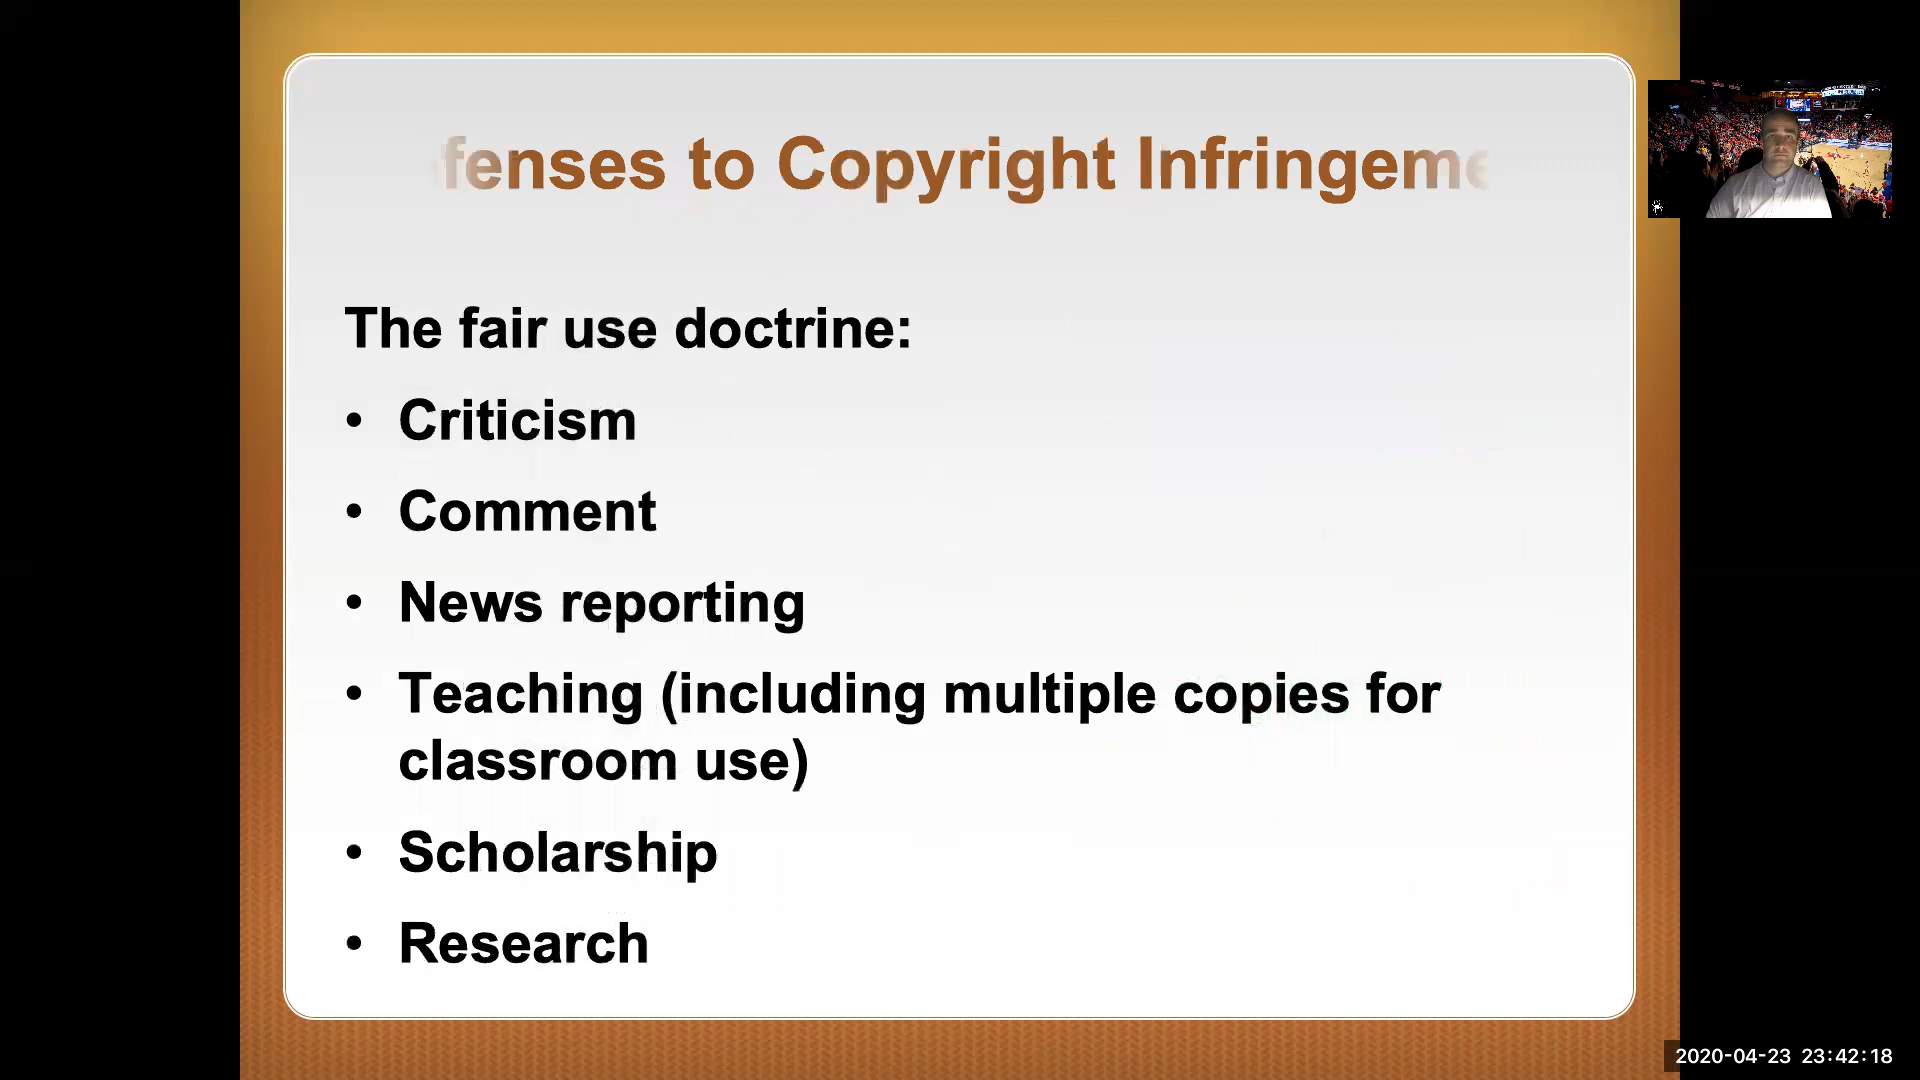 fenses to Copyright Infringeme
The fair use doctrine:
• Criticism
• Comment
• News reporting
• Teaching (including multiple copies for
classroom use)
• Scholarship
• Research
2020-04-23 23:42:18